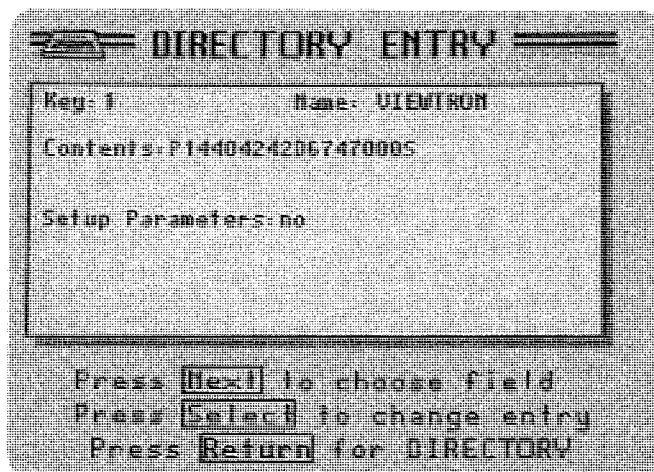 DIRECTORY ENTRY
Key: 1 Name: VIEWTRON
Contents:P14404242D6747000S
Setup Parameters:no
Press Next to choose field
Press Select to change entry
Press Return for DIRECTORY